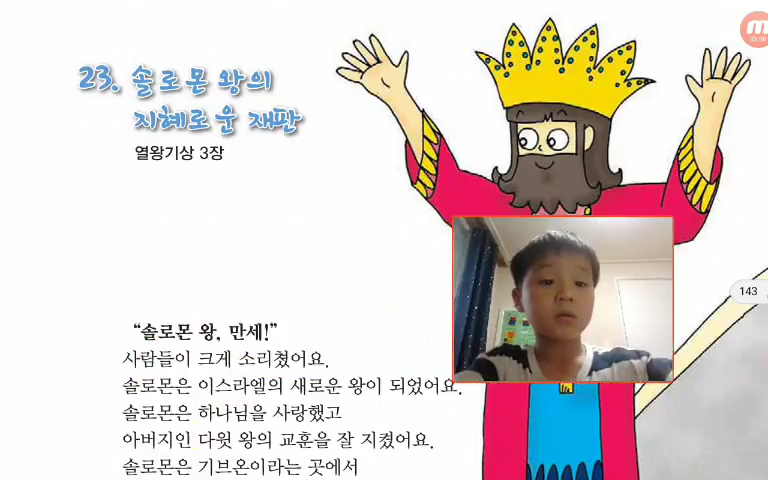 23. 솔로몬 왕의
지혜로운 재판
열왕기상 3장
“솔로몬 왕, 만세!”
사람들이 크게 소리쳤어요.
솔로몬은 이스라엘의 새로운 왕이 되었어요.
솔로몬은 하나님을 사랑했고
아버지인 다윗 왕의 교훈을 잘 지켰어요.
솔로몬은 기브온이라는 곳에서
143